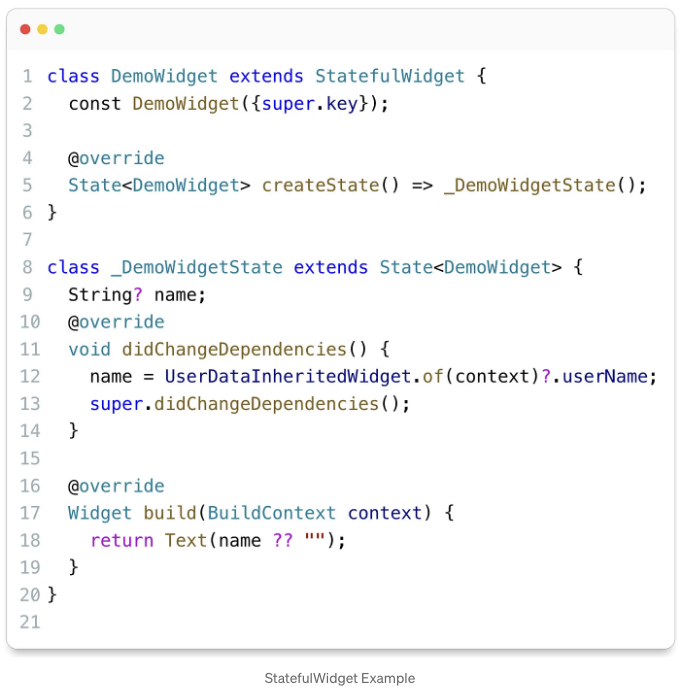 1 class DemoWidget extends StatefulWidget {
2   const DemoWidget({super.key});
3
4   @override
5   State<DemoWidget> createState() => _DemoWidgetState();
6 }
7
8 class _DemoWidgetState extends State<DemoWidget> {
9   String? name;
10   @override
11   void didChangeDependencies() {
12     name = UserDataInheritedWidget.of(context)?.userName;
13     super.didChangeDependencies();
14   }
15
16   @override
17   Widget build(BuildContext context) {
18     return Text(name ?? "");
19   }
20 }
21
StatefulWidget Example